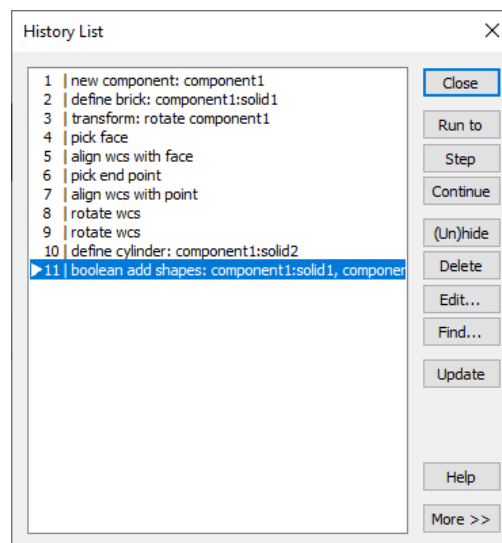 History List
1 | new component: component1
2 | define brick: component1:solid1
3 | transform: rotate component1
4 | pick face
5 | align wcs with face
6 | pick end point
7 | align wcs with point
8 | rotate wcs
9 | rotate wcs
10 | define cylinder: component1:solid2
11 | boolean add shapes: component1:solid1, componer
Close
Run to
Step
Continue
(Un)hide
Delete
Edit...
Find...
Update
Help
More >>